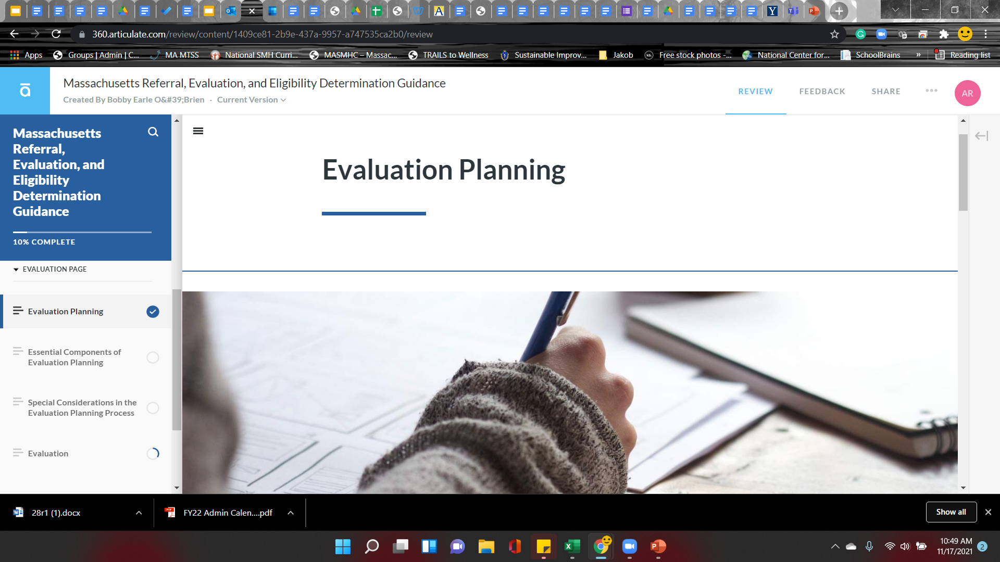 360.articulate.com/review/content/1409ce81-2b9e-437a-9957-a747535ca2b0/review
Apps
Groups | Admin | C...
MA MTSS
National SMH Curri...
MASMHC – Massac...
TRAILS to Wellness
Sustainable Improv...
Jakob
Free stock photos -...
National Center for...
SchoolBrains
»
Reading list
Massachusetts Referral, Evaluation, and Eligibility Determination Guidance
Created By Bobby Earle O&#39;Brien · Current Version
REVIEW
FEEDBACK
SHARE
AR
Massachusetts
Referral,
Evaluation, and
Eligibility
Determination
Guidance
10% COMPLETE
EVALUATION PAGE
Evaluation Planning
Essential Components of
Evaluation Planning
Special Considerations in the
Evaluation Planning Process
Evaluation
Evaluation Planning
28r1 (1).docx
FY22 Admin Calen....pdf
Show all
10:49 AM
11/17/2021
2